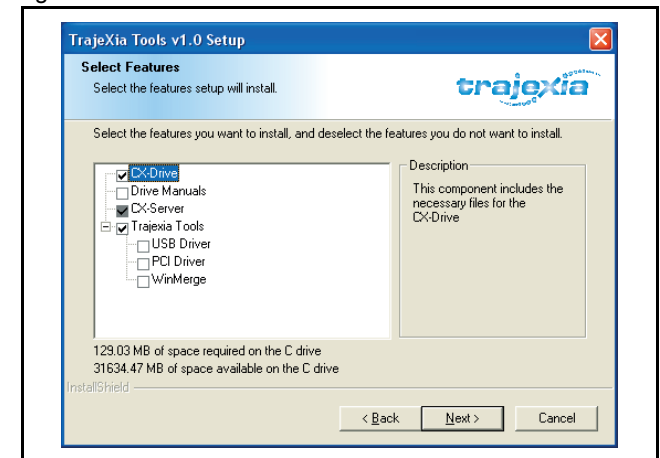 TrajeXia Tools v1.0 Setup
Select Features
Select the features setup will install.
trajexia
Select the features you want to install, and deselect the features you do not want to install.
CX-Drive
Drive Manuals
CX-Server
Trajexia Tools
USB Driver
PCI Driver
WinMerge
Description
This component includes the
necessary files for the
CX-Drive
129.03 MB of space required on the C drive
31634.47 MB of space available on the C drive
InstallShield
< Back
Next >
Cancel